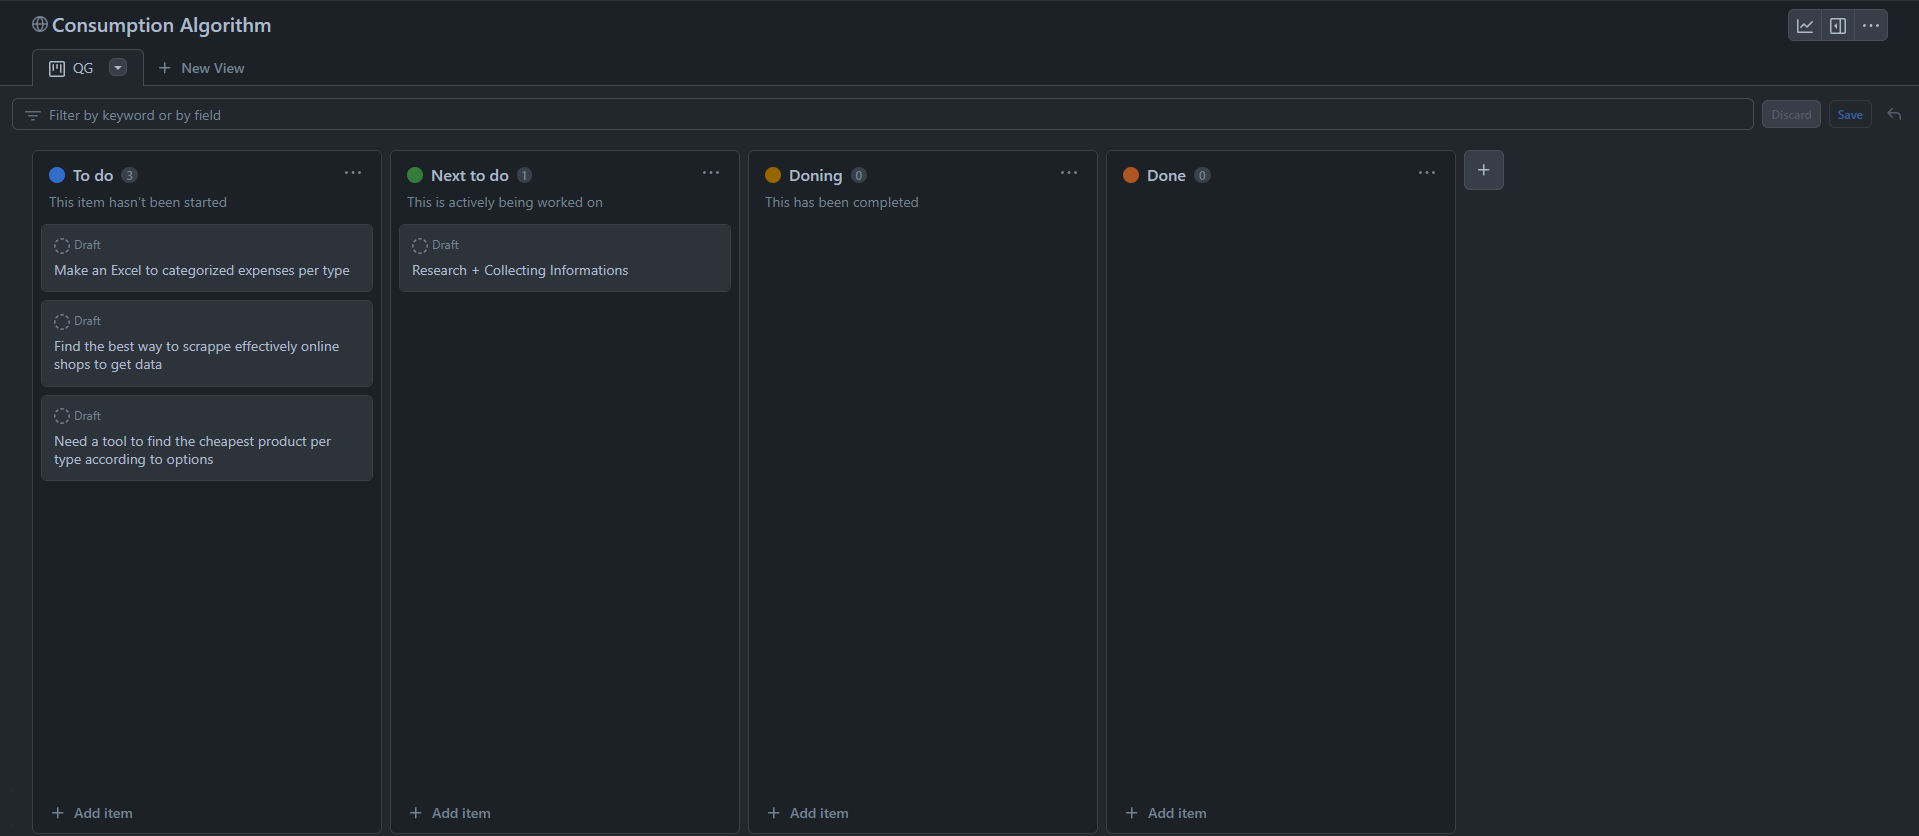 Consumption Algorithm
QG
New View
Filter by keyword or by field
Discard
Save
To do 3
This item hasn't been started
Draft
Make an Excel to categorized expenses per type
Draft
Find the best way to scrappe effectively online
shops to get data
Draft
Need a tool to find the cheapest product per
type according to options
Add item
Next to do 1
This is actively being worked on
Draft
Research + Collecting Informations
Add item
Doning 0
This has been completed
Add item
Done 0
Add item